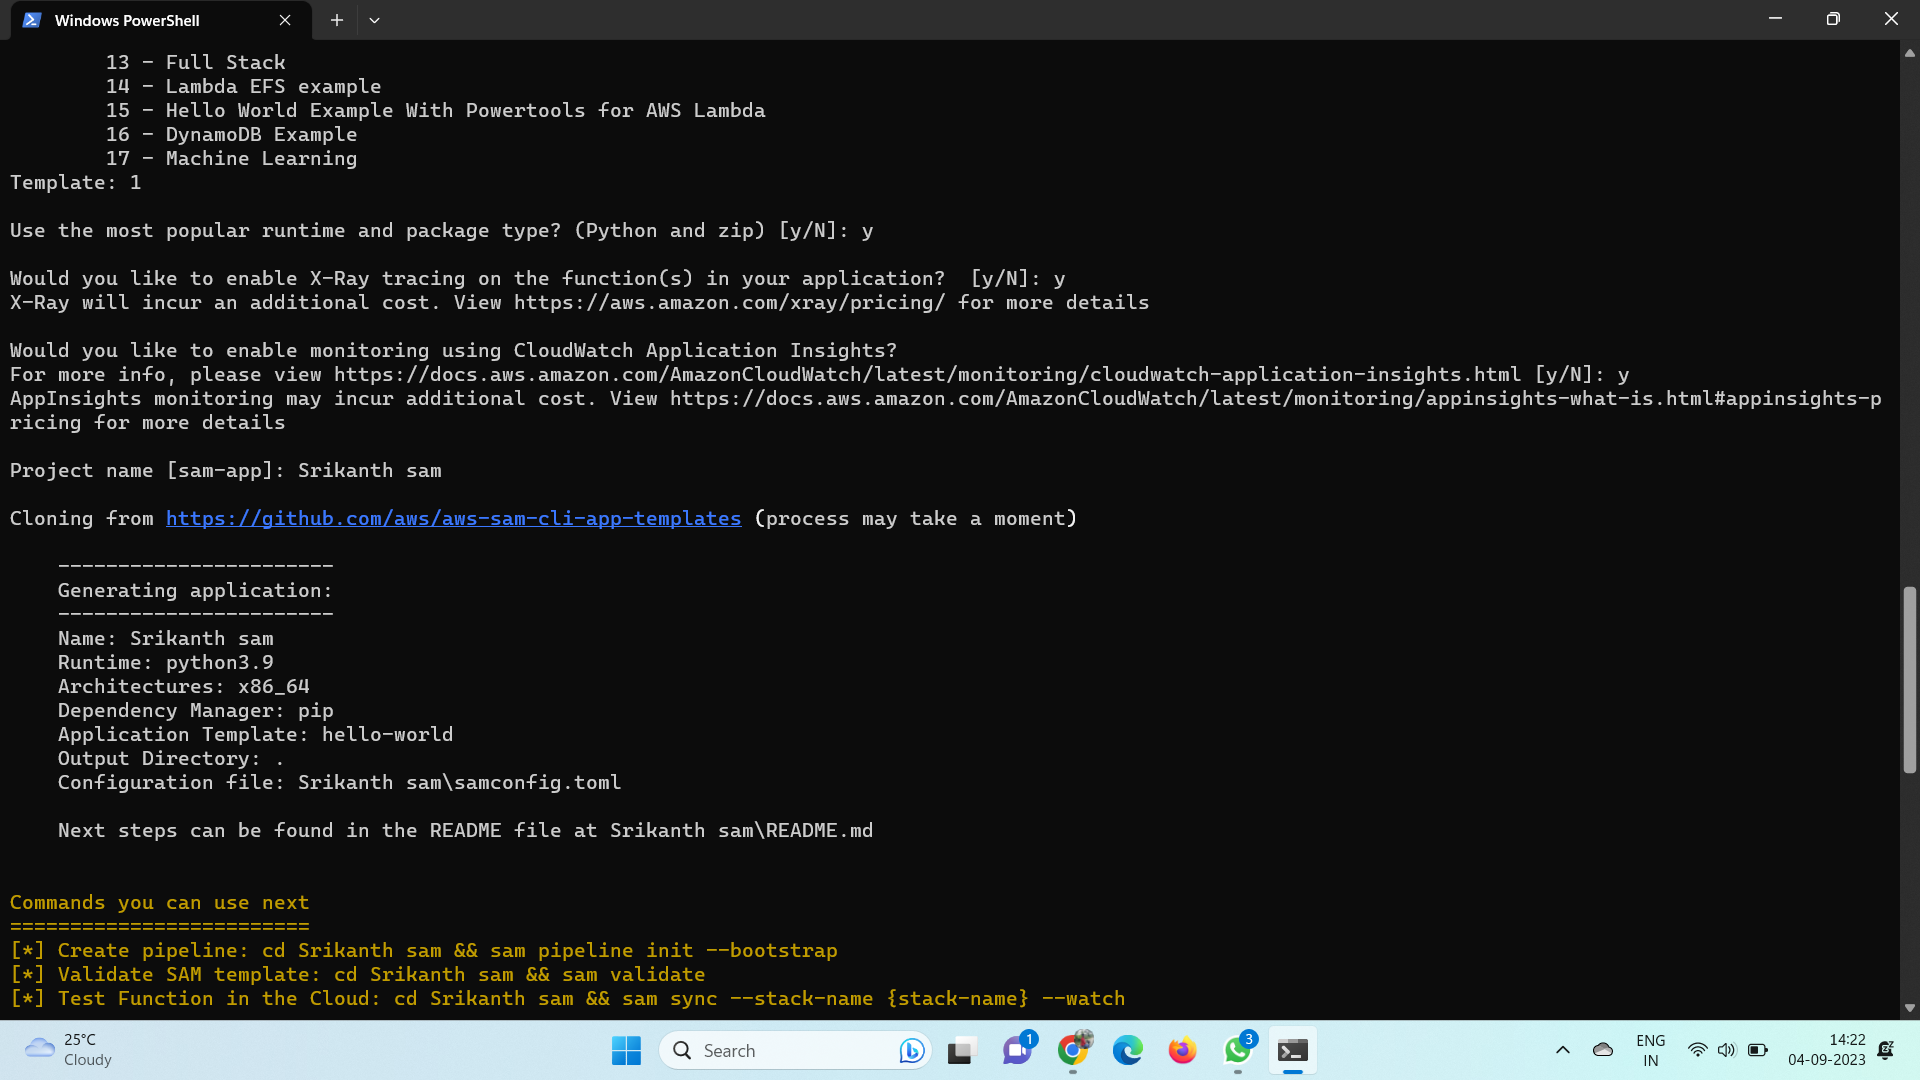 Windows PowerShell
13 - Full Stack
14 - Lambda EFS example
15 - Hello World Example With Powertools for AWS Lambda
16 - DynamoDB Example
17 - Machine Learning
Template: 1
Use the most popular runtime and package type? (Python and zip) [y/N]: y
Would you like to enable X-Ray tracing on the function(s) in your application?  [y/N]: y
X-Ray will incur an additional cost. View https://aws.amazon.com/xray/pricing/ for more details
Would you like to enable monitoring using CloudWatch Application Insights?
For more info, please view https://docs.aws.amazon.com/AmazonCloudWatch/latest/monitoring/cloudwatch-application-insights.html [y/N]: y
AppInsights monitoring may incur additional cost. View https://docs.aws.amazon.com/AmazonCloudWatch/latest/monitoring/appinsights-what-is.html#appinsights-p
ricing for more details
Project name [sam-app]: Srikanth sam
Cloning from https://github.com/aws/aws-sam-cli-app-templates (process may take a moment)
-----------------------
Generating application:
-----------------------
Name: Srikanth sam
Runtime: python3.9
Architectures: x86_64
Dependency Manager: pip
Application Template: hello-world
Output Directory: .
Configuration file: Srikanth sam\samconfig.toml
Next steps can be found in the README file at Srikanth sam\README.md
Commands you can use next
=========================
[*] Create pipeline: cd Srikanth sam && sam pipeline init --bootstrap
[*] Validate SAM template: cd Srikanth sam && sam validate
[*] Test Function in the Cloud: cd Srikanth sam && sam sync --stack-name {stack-name} --watch
25°C
Cloudy
Search
1
3
ENG
IN
14:22
04-09-2023